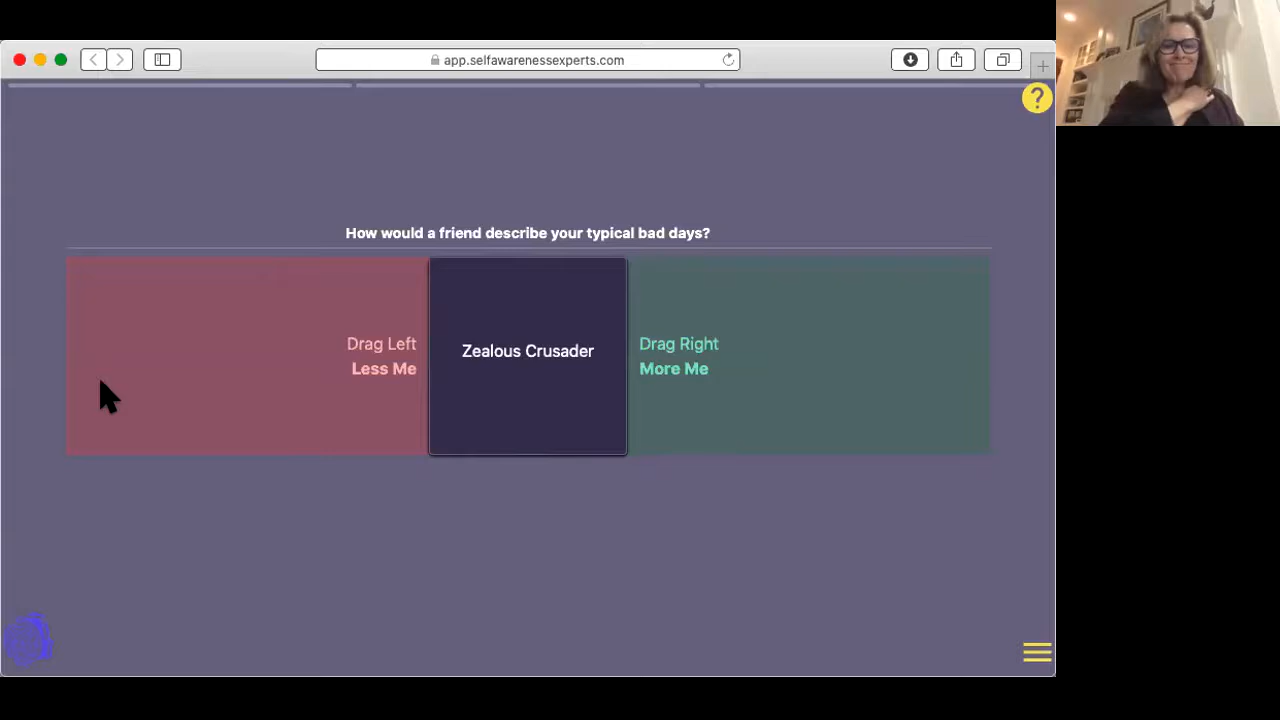 app.selfawarenessexperts.com
?
How would a friend describe your typical bad days?
Drag Left
Less Me
Zealous Crusader
Drag Right
More Me